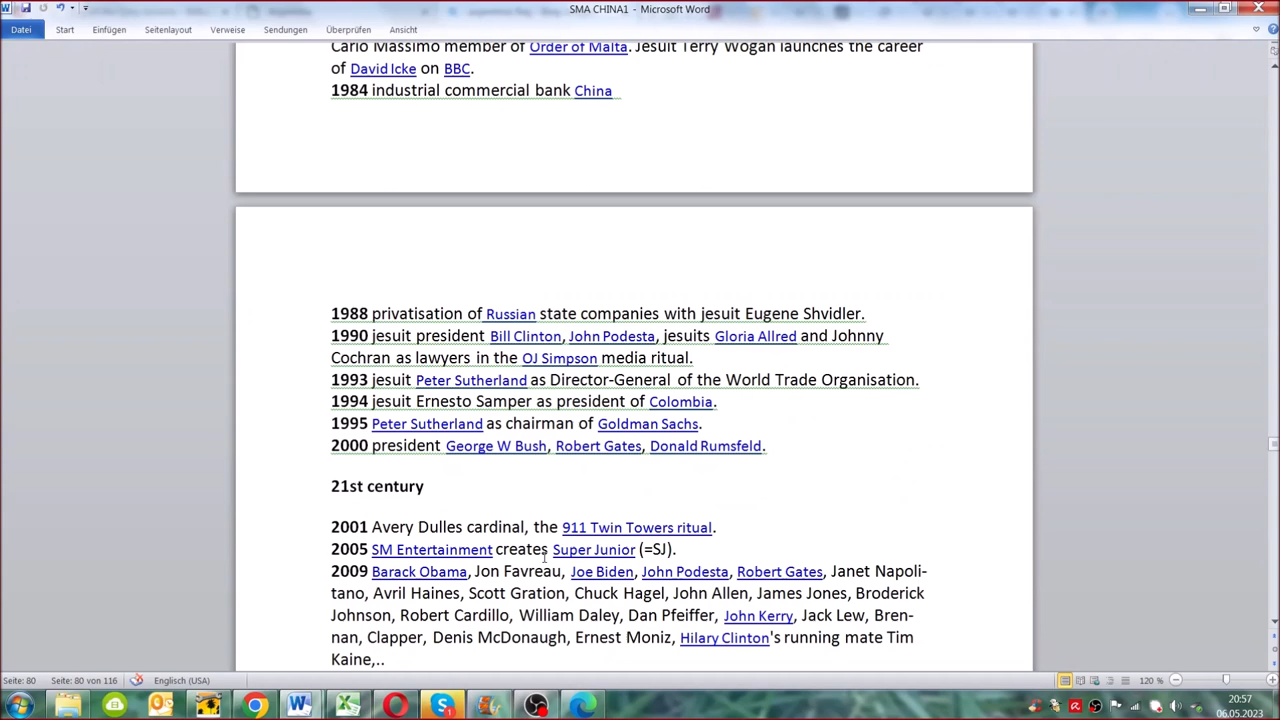 SMA CHINA1 - Microsoft Word
Datei Start Einfügen Seitenlayout Verweise Sendungen Überprüfen Ansicht
Carlo Massimo member of Order of Malta. Jesuit Terry Wogan launches the career
of David Icke on BBC.
1984 industrial commercial bank China
1988 privatisation of Russian state companies with jesuit Eugene Shvidler.
1990 jesuit president Bill Clinton, John Podesta, jesuits Gloria Allred and Johnny
Cochran as lawyers in the OJ Simpson media ritual.
1993 jesuit Peter Sutherland as Director-General of the World Trade Organisation.
1994 jesuit Ernesto Samper as president of Colombia.
1995 Peter Sutherland as chairman of Goldman Sachs.
2000 president George W Bush, Robert Gates, Donald Rumsfeld.
21st century
2001 Avery Dulles cardinal, the 911 Twin Towers ritual.
2005 SM Entertainment creates Super Junior (=SJ).
2009 Barack Obama, Jon Favreau, Joe Biden, John Podesta, Robert Gates, Janet Napoli-
tano, Avril Haines, Scott Gration, Chuck Hagel, John Allen, James Jones, Broderick
Johnson, Robert Cardillo, William Daley, Dan Pfeiffer, John Kerry, Jack Lew, Bren-
nan, Clapper, Denis McDonaugh, Ernest Moniz, Hilary Clinton's running mate Tim
Kaine,..
Seite: 80 Seite: 80 von 116 Englisch (USA) 120 %
20:57
06.05.2023